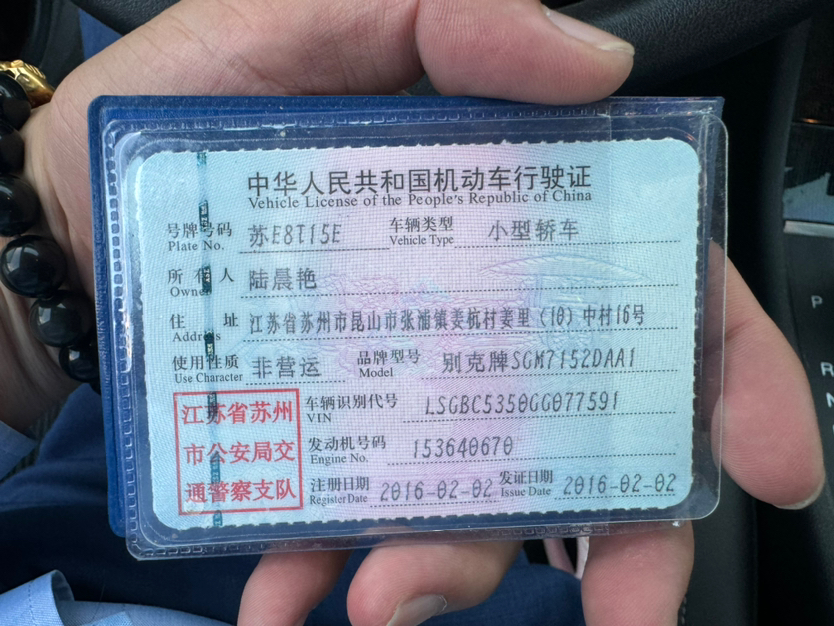 中华人民共和国机动车行驶证
Vehicle License of the People's Republic of China
号牌号码 苏E8T15E 车辆类型 小型轿车
Plate No. Vehicle Type
所有人 陆晨艳
Owner
住址 江苏省苏州市昆山市张浦镇姜杭村姜里(10)中村16号
Address
使用性质 非营运 品牌型号 别克牌SGM7152DAA1
Use Character Model
江苏省苏州 车辆识别代号 LSGBC5350GG077591
VIN
市公安局交 发动机号码 153640670
Engine No.
通警察支队 注册日期 2016-02-02 发证日期 2016-02-02
Register Date Issue Date
P
R
N